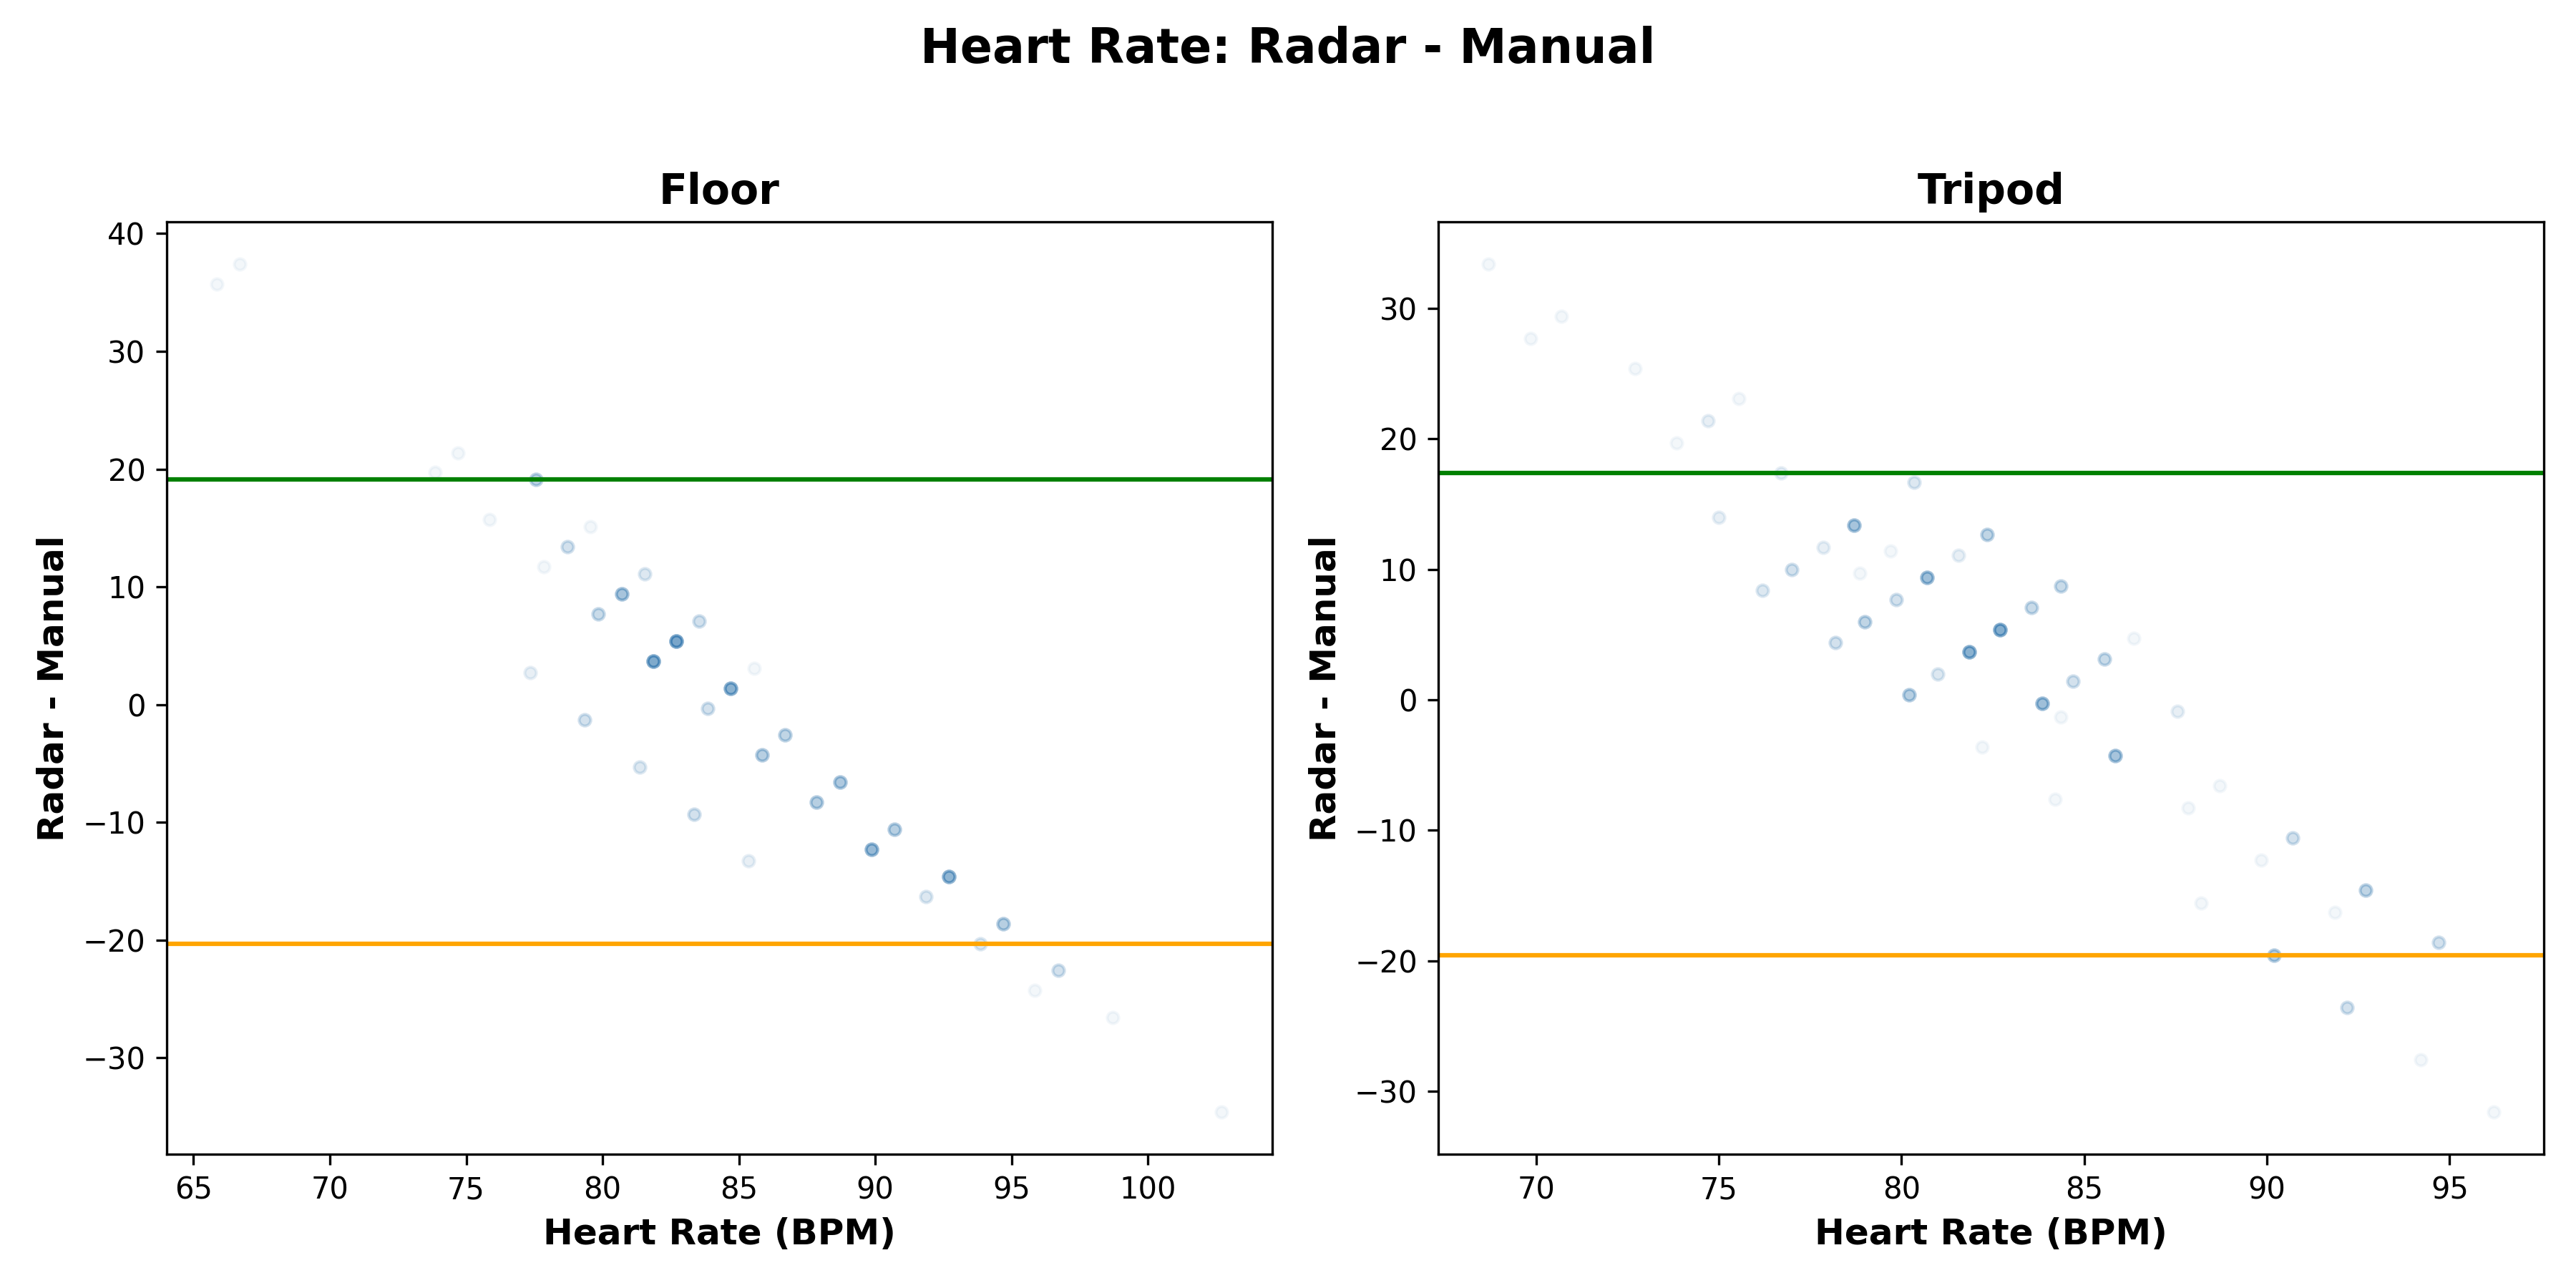 Heart Rate: Radar - Manual
Floor
Radar - Manual
40
30
20
10
0
−10
−20
−30
65 70 75 80 85 90 95 100
Heart Rate (BPM)
Tripod
Radar - Manual
30
20
10
0
−10
−20
−30
70 75 80 85 90 95
Heart Rate (BPM)